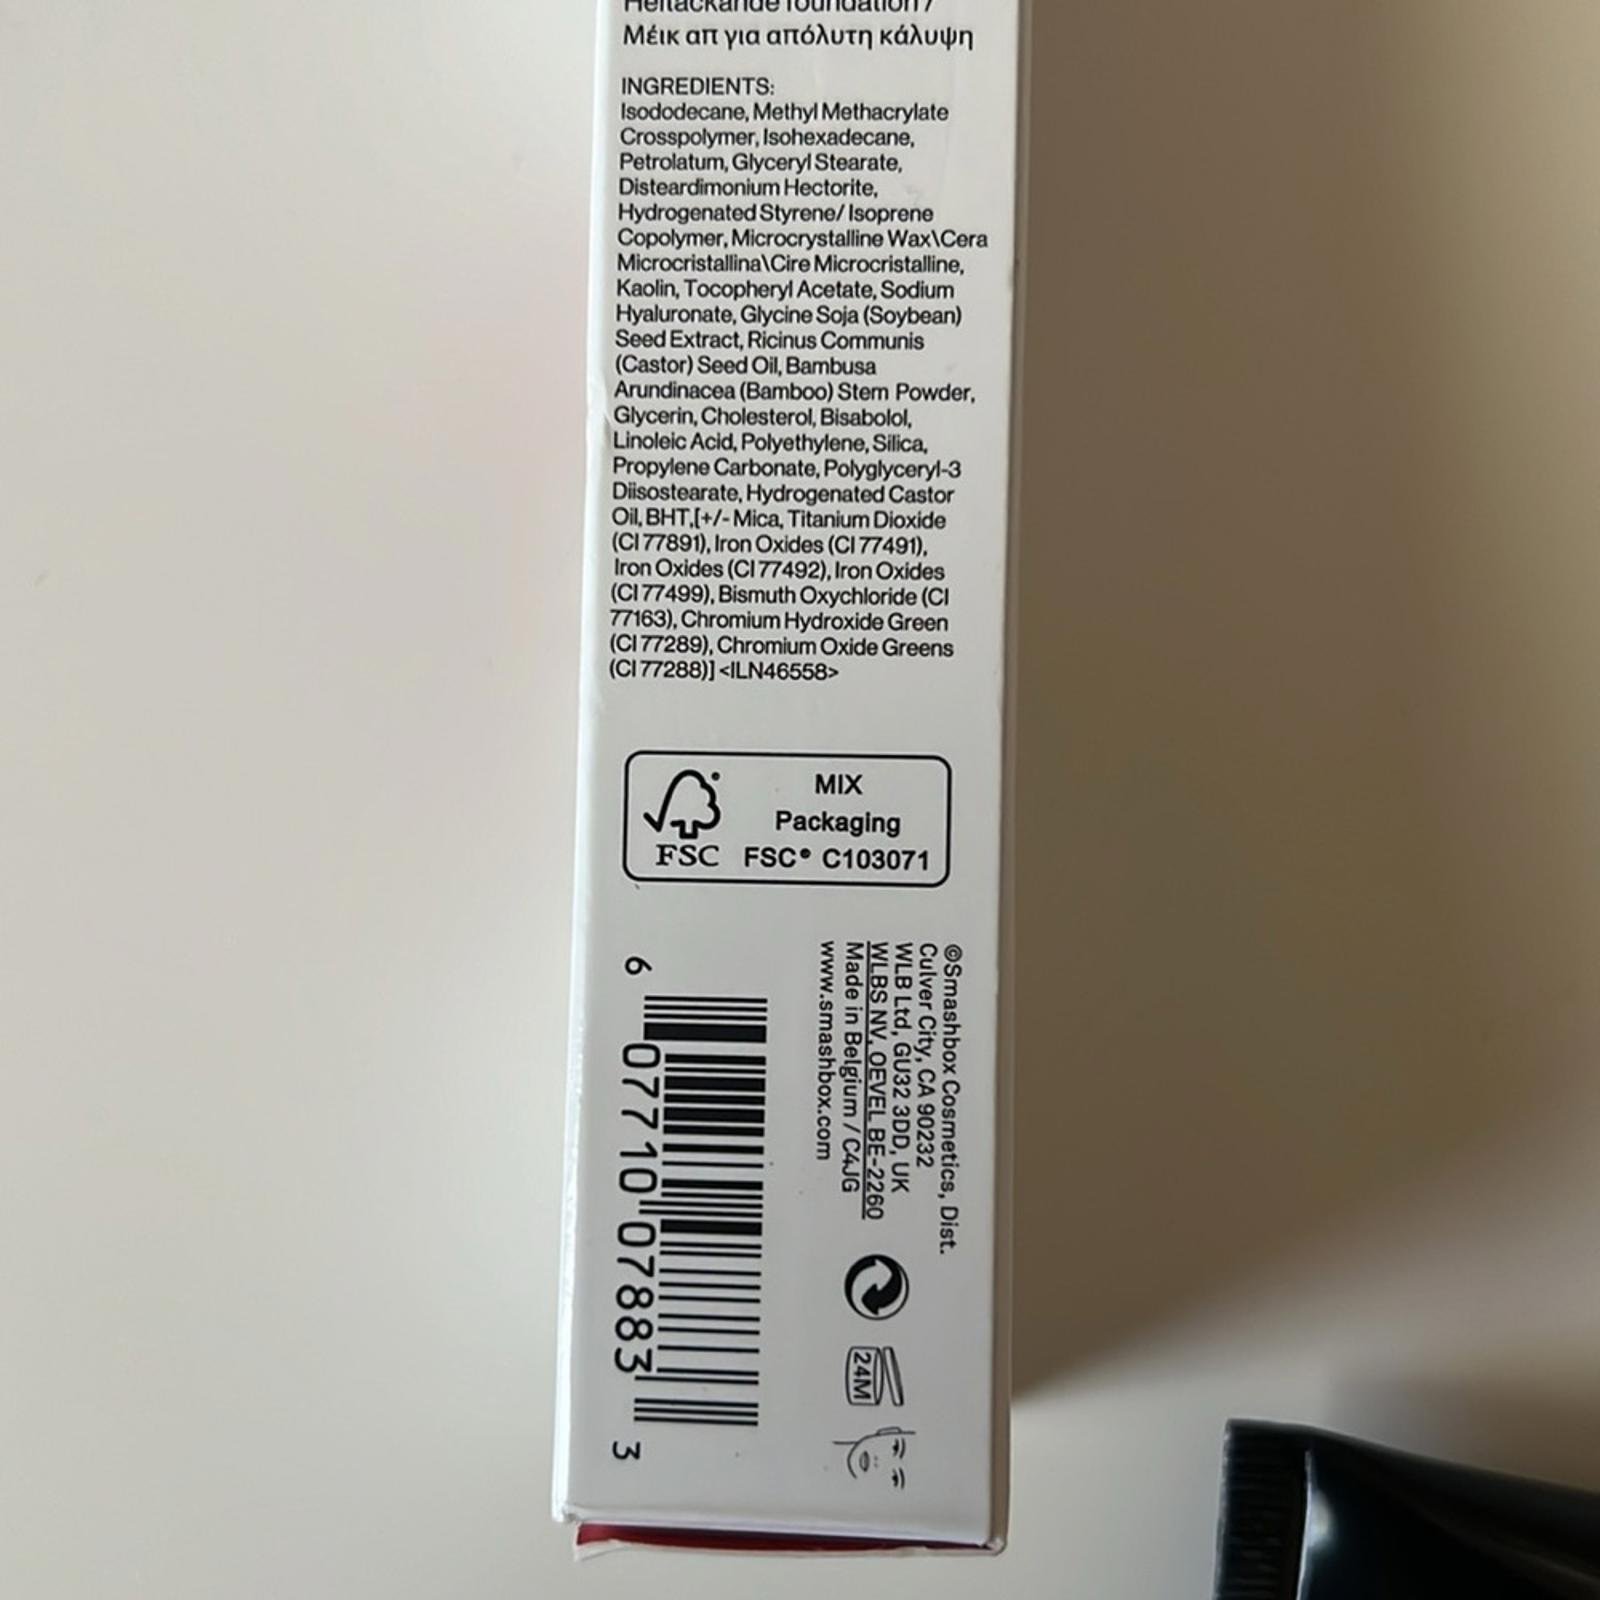 Heltäckande foundation /
Μέικ απ για απόλυτη κάλυψη
INGREDIENTS:
Isododecane, Methyl Methacrylate
Crosspolymer, Isohexadecane,
Petrolatum, Glyceryl Stearate,
Disteardimonium Hectorite,
Hydrogenated Styrene/ Isoprene
Copolymer, Microcrystalline Wax\Cera
Microcristallina\Cire Microcristalline,
Kaolin, Tocopheryl Acetate, Sodium
Hyaluronate, Glycine Soja (Soybean)
Seed Extract, Ricinus Communis
(Castor) Seed Oil, Bambusa
Arundinacea (Bamboo) Stem Powder,
Glycerin, Cholesterol, Bisabolol,
Linoleic Acid, Polyethylene, Silica,
Propylene Carbonate, Polyglyceryl-3
Diisostearate, Hydrogenated Castor
Oil, BHT,[+/- Mica, Titanium Dioxide
(CI 77891), Iron Oxides (CI 77491),
Iron Oxides (CI 77492), Iron Oxides
(CI 77499), Bismuth Oxychloride (CI
77163), Chromium Hydroxide Green
(CI 77289), Chromium Oxide Greens
(CI 77288)] <ILN46558>
MIX
Packaging
FSC FSC® C103071
©Smashbox Cosmetics, Dist.
Culver City, CA 90232
WLB Ltd, GU32 3DD, UK
WLBS NV, OEVEL BE-2260
Made in Belgium / C4JG
www.smashbox.com
24M
6 07710 07883 3